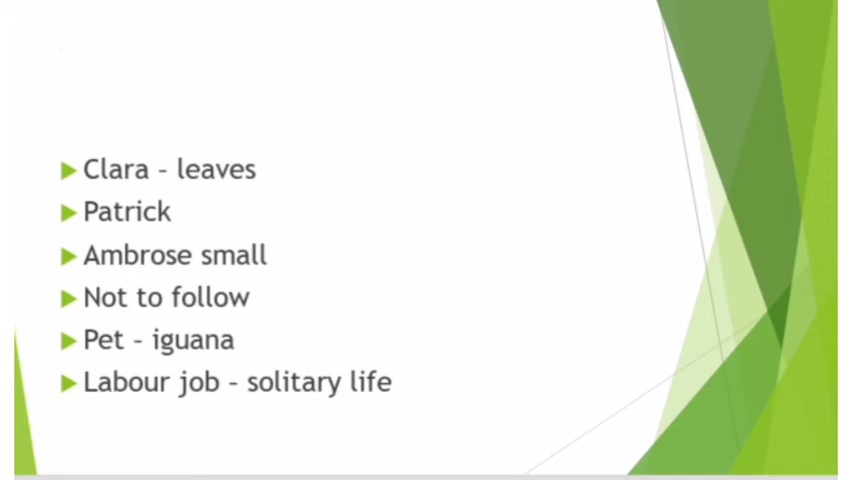 Clara - leaves
Patrick
Ambrose small
Not to follow
Pet - iguana
Labour job - solitary life